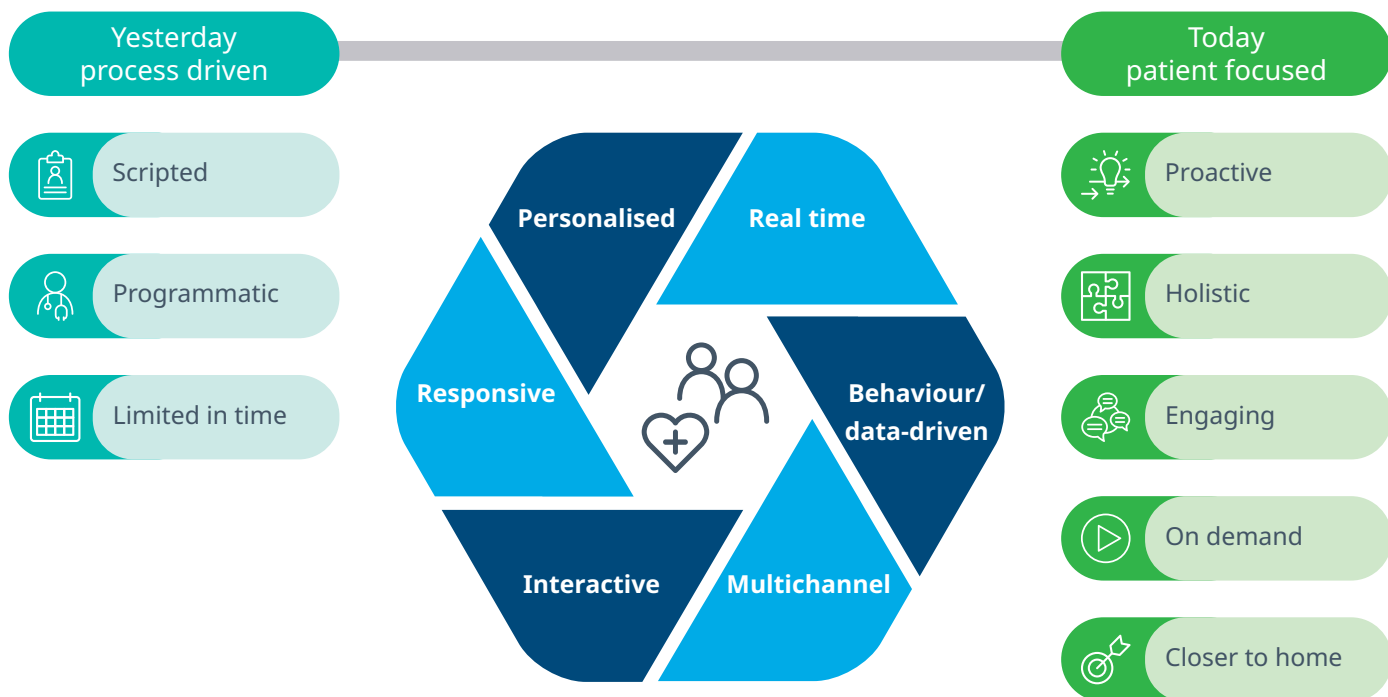 Yesterday
process driven
Today
patient focused
Scripted
Programmatic
Limited in time
Personalised
Real time
Responsive
Behaviour/
data-driven
Interactive
Multichannel
Proactive
Holistic
Engaging
On demand
Closer to home